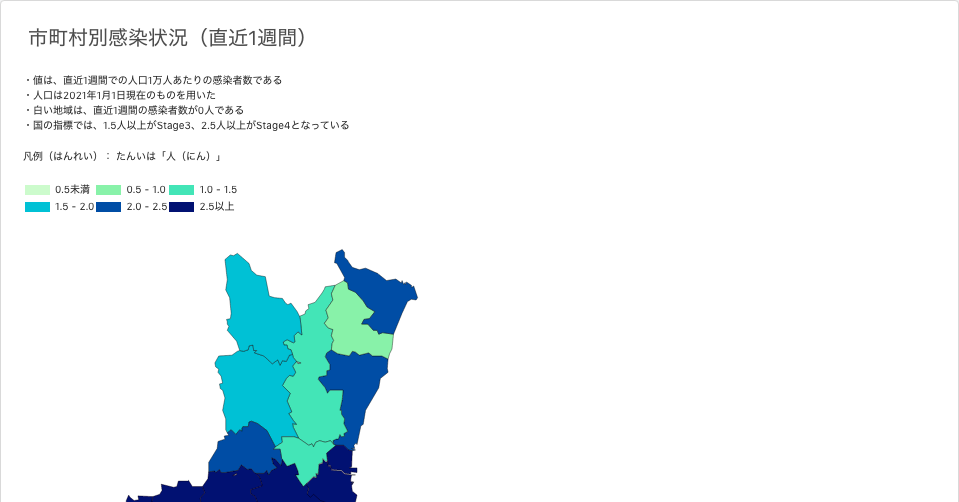 市町村別感染状況（直近1週間）
・値は、直近1週間での人口1万人あたりの感染者数である
・人口は2021年1月1日現在のものを用いた
・白い地域は、直近1週間の感染者数が0人である
・国の指標では、1.5人以上がStage3、2.5人以上がStage4となっている
凡例（はんれい）： たんいは「人（にん）」
0.5未満 0.5 - 1.0 1.0 - 1.5
1.5 - 2.0 2.0 - 2.5 2.5以上